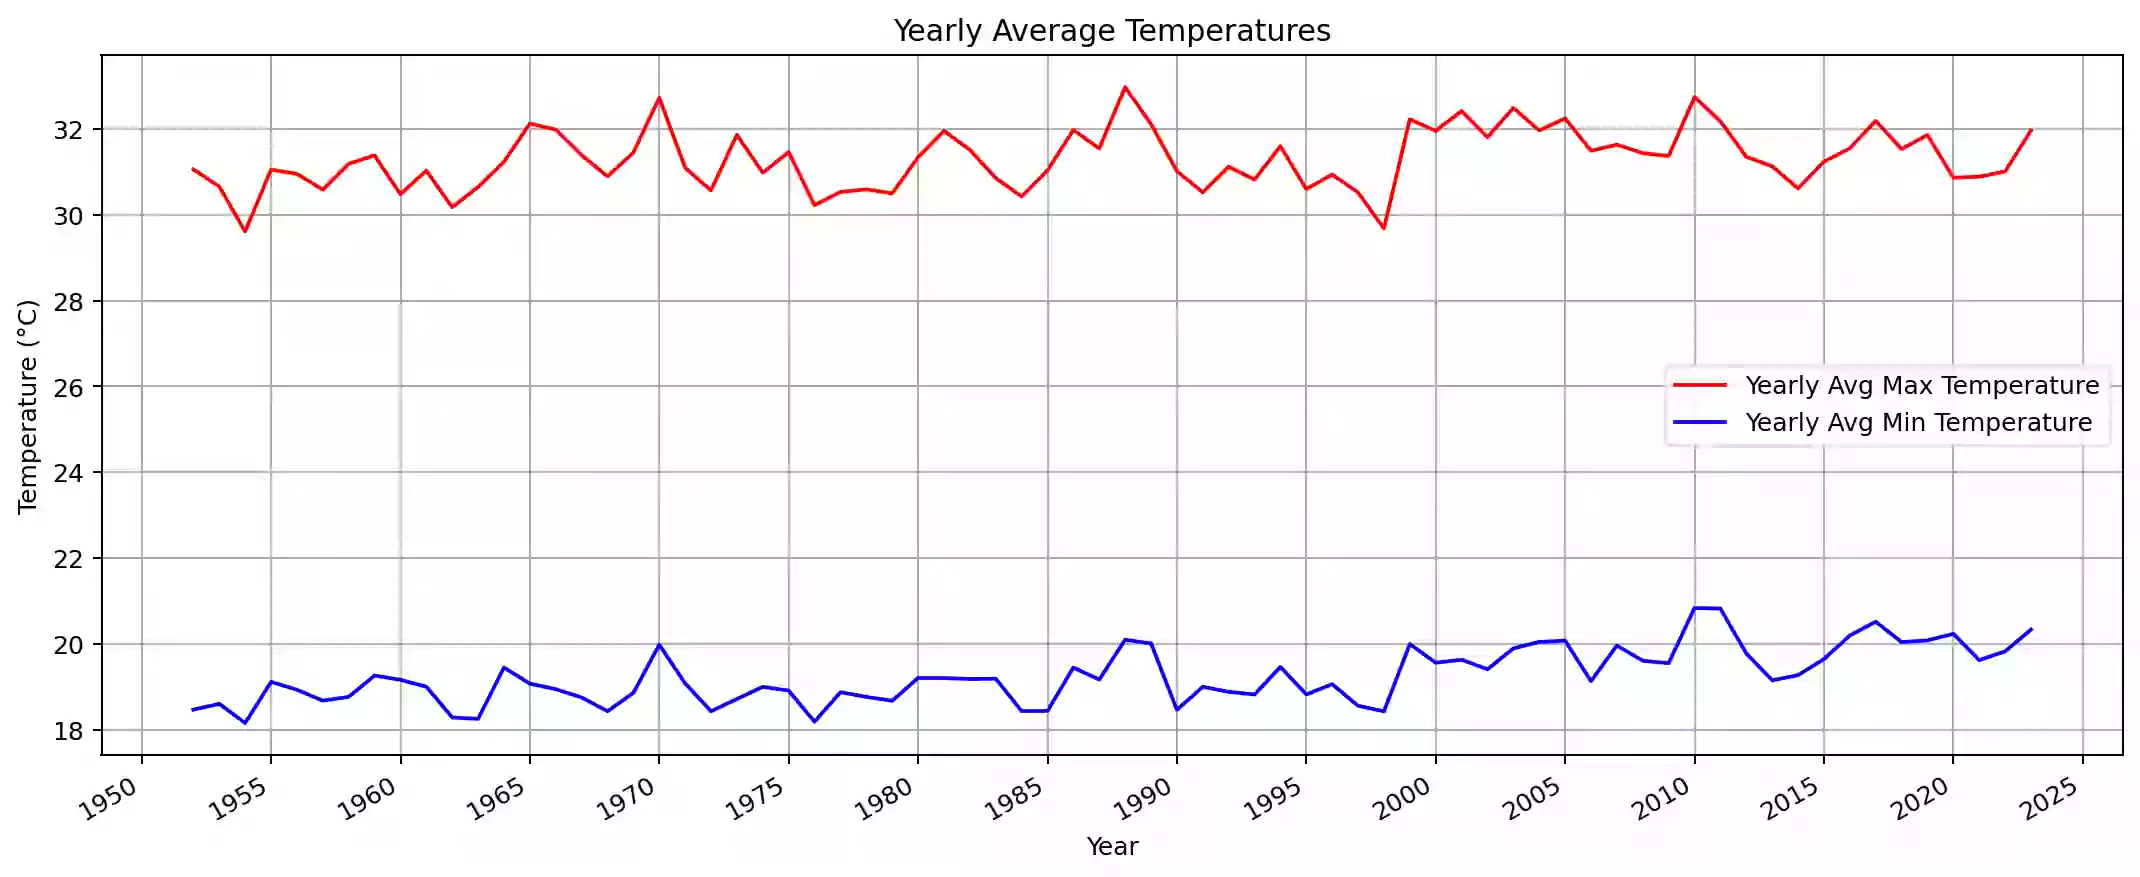 Yearly Average Temperatures
Temperature (°C)
32
30
28
26
24
22
20
18
Yearly Avg Max Temperature
Yearly Avg Min Temperature
1950 1955 1960 1965 1970 1975 1980 1985 1990 1995 2000 2005 2010 2015 2020 2025
Year